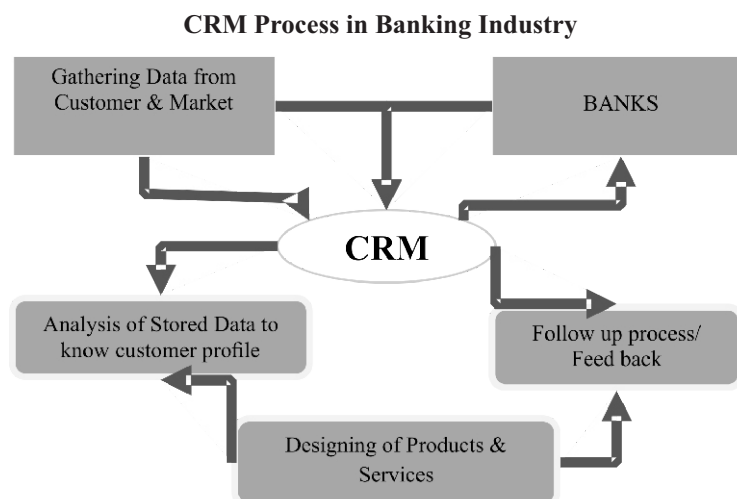 CRM Process in Banking Industry
Gathering Data from
Customer & Market
BANKS
CRM
Analysis of Stored Data to
know customer profile
Follow up process/
Feed back
Designing of Products &
Services